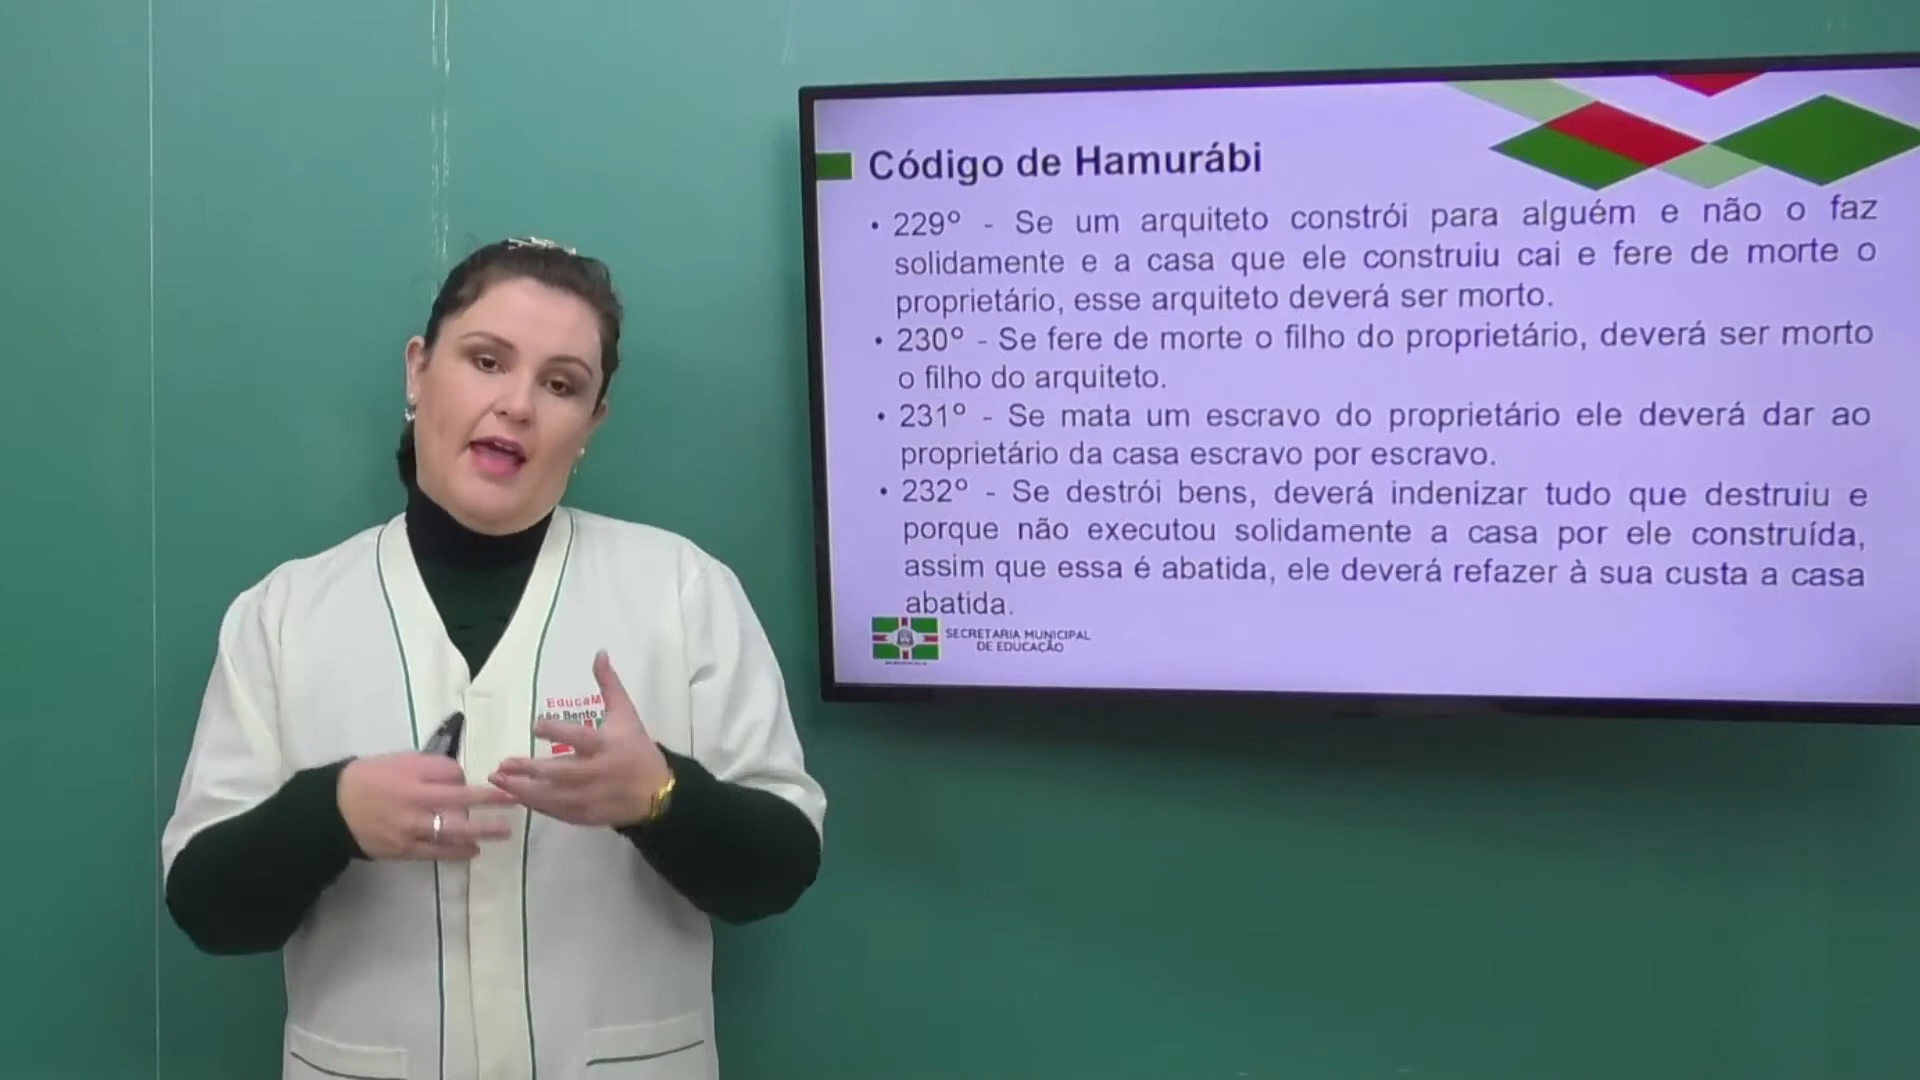 Código de Hamurábi
• 229º - Se um arquiteto constrói para alguém e não o faz
solidamente e a casa que ele construiu cai e fere de morte o
proprietário, esse arquiteto deverá ser morto.
• 230º - Se fere de morte o filho do proprietário, deverá ser morto
o filho do arquiteto.
• 231º - Se mata um escravo do proprietário ele deverá dar ao
proprietário da casa escravo por escravo.
• 232º - Se destrói bens, deverá indenizar tudo que destruiu e
porque não executou solidamente a casa por ele construída,
assim que essa é abatida, ele deverá refazer à sua custa a casa
abatida.
SECRETARIA MUNICIPAL
DE EDUCAÇÃO
EducaM
São Bento